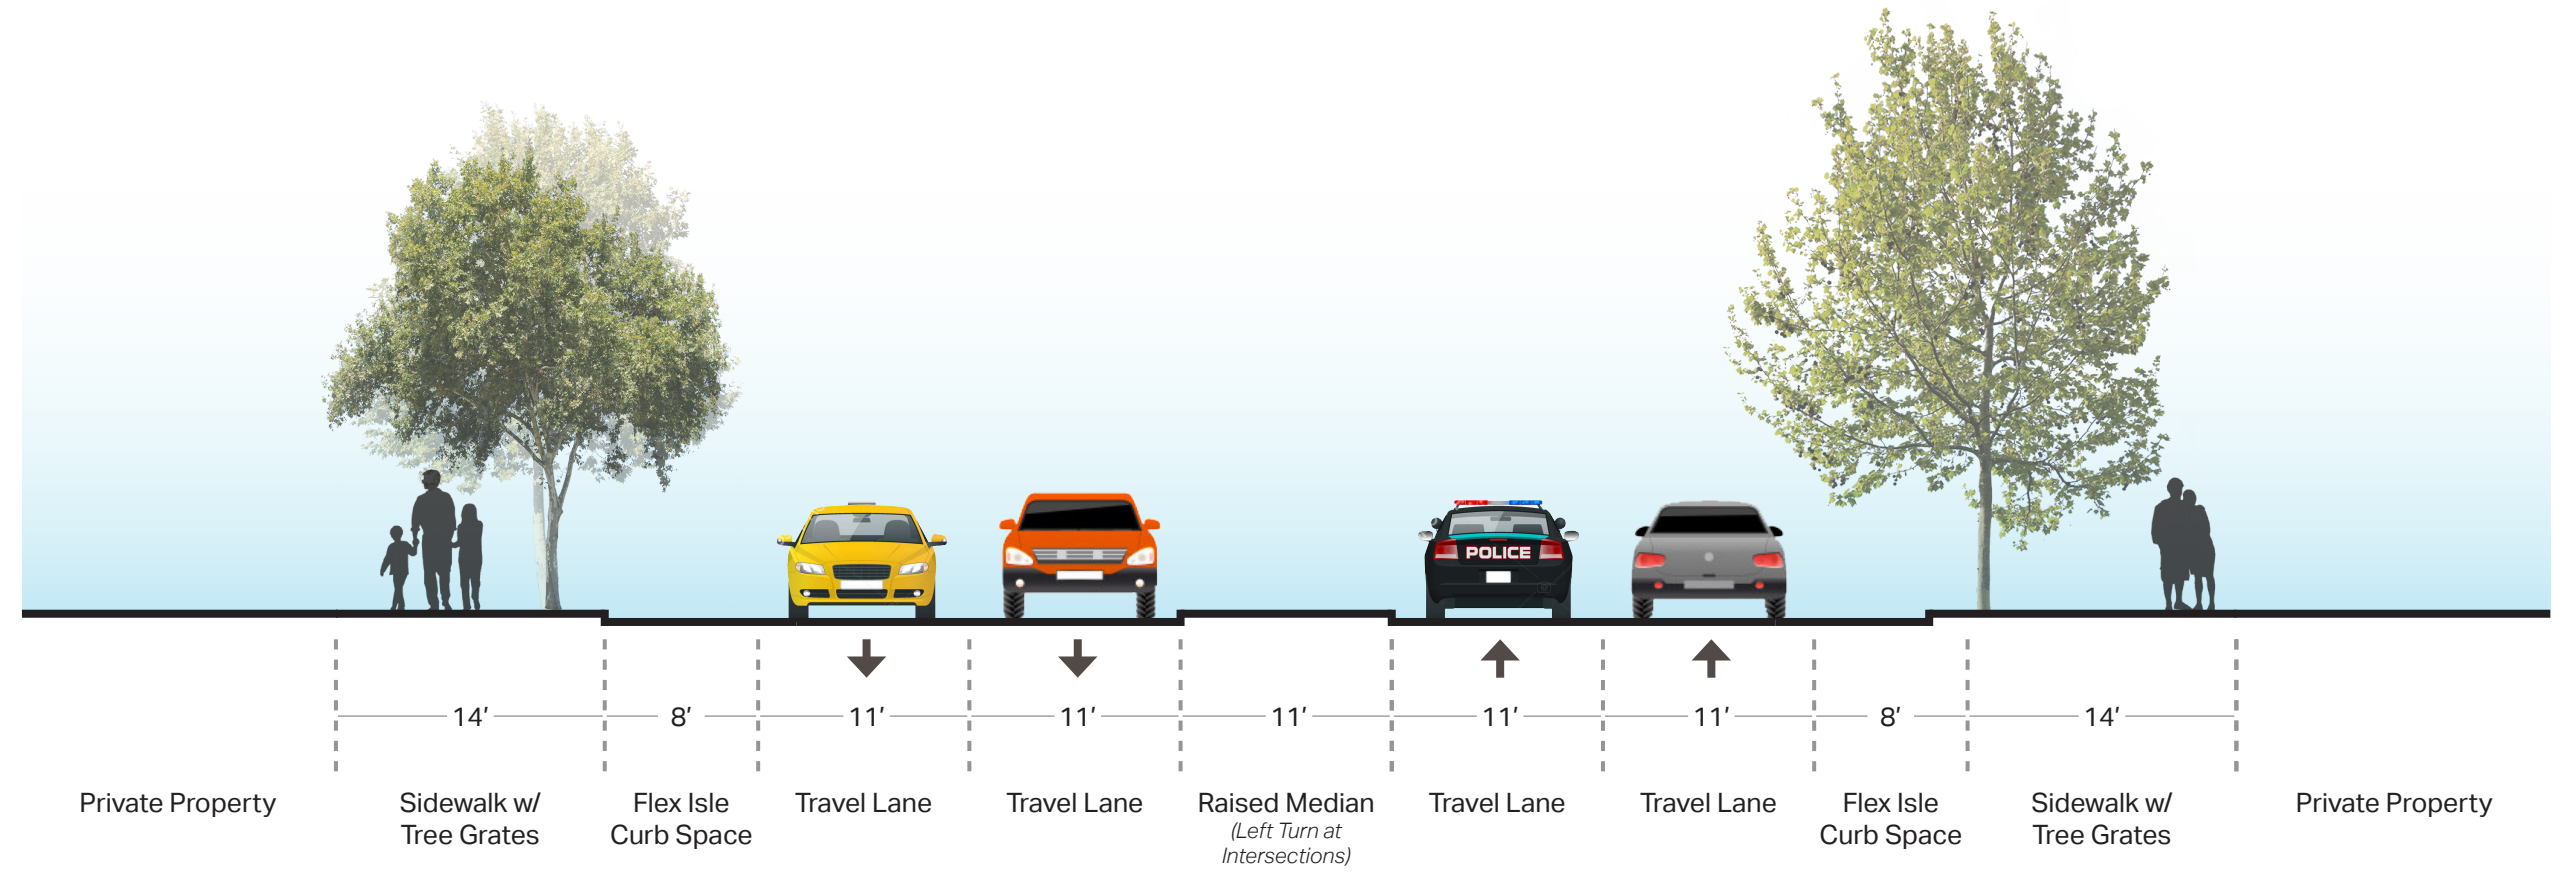 POLICE
14′
8′
11′
11′
11′
11′
11′
8′
14′
Private Property
Sidewalk w/
Tree Grates
Flex Isle
Curb Space
Travel Lane
Travel Lane
Raised Median
(Left Turn at
Intersections)
Travel Lane
Travel Lane
Flex Isle
Curb Space
Sidewalk w/
Tree Grates
Private Property